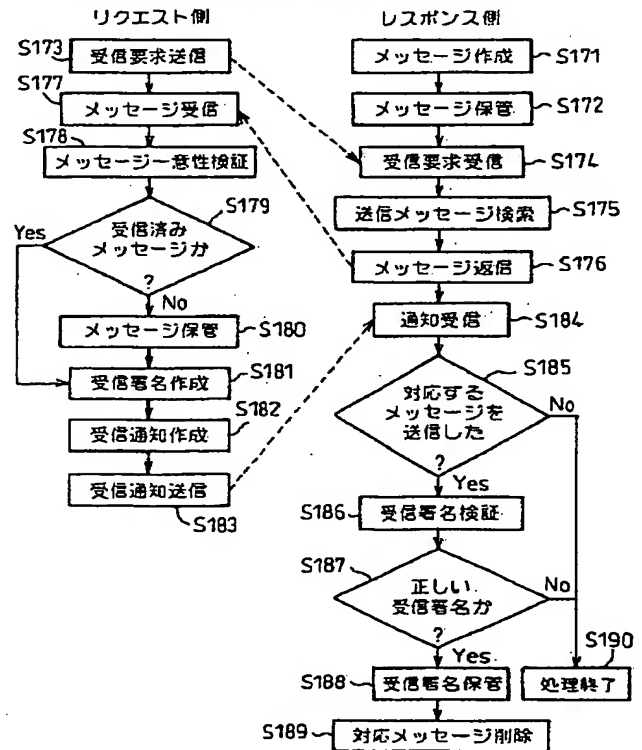 リクエスト側
S173
受信要求送信
S177
メッセージ受信
S178
メッセージ一意性検証
S179
受信済み
メッセージか
?
Yes
No
メッセージ保管
S180
受信署名作成
S181
S182
受信通知作成
受信通知送信
S183
レスポンス側
メッセージ作成
S171
メッセージ保管
S172
受信要求受信
S174
送信メッセージ検索
S175
メッセージ返信
S176
通知受信
S184
S185
対応する
メッセージを
送信した
?
No
Yes
S186
受信署名検証
S187
正しい
受信署名か
?
No
Yes
S188
受信署名保管
S190
処理終了
S189
対応メッセージ削除